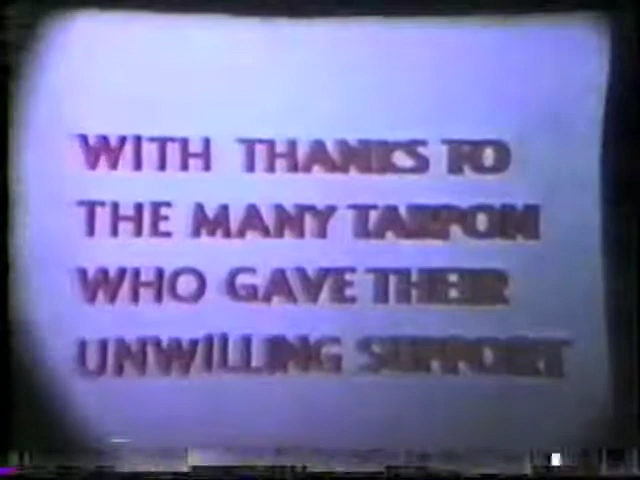 WITH THANKS TO
THE MANY TARPON
WHO GAVE THEIR
UNWILLING SUPPORT